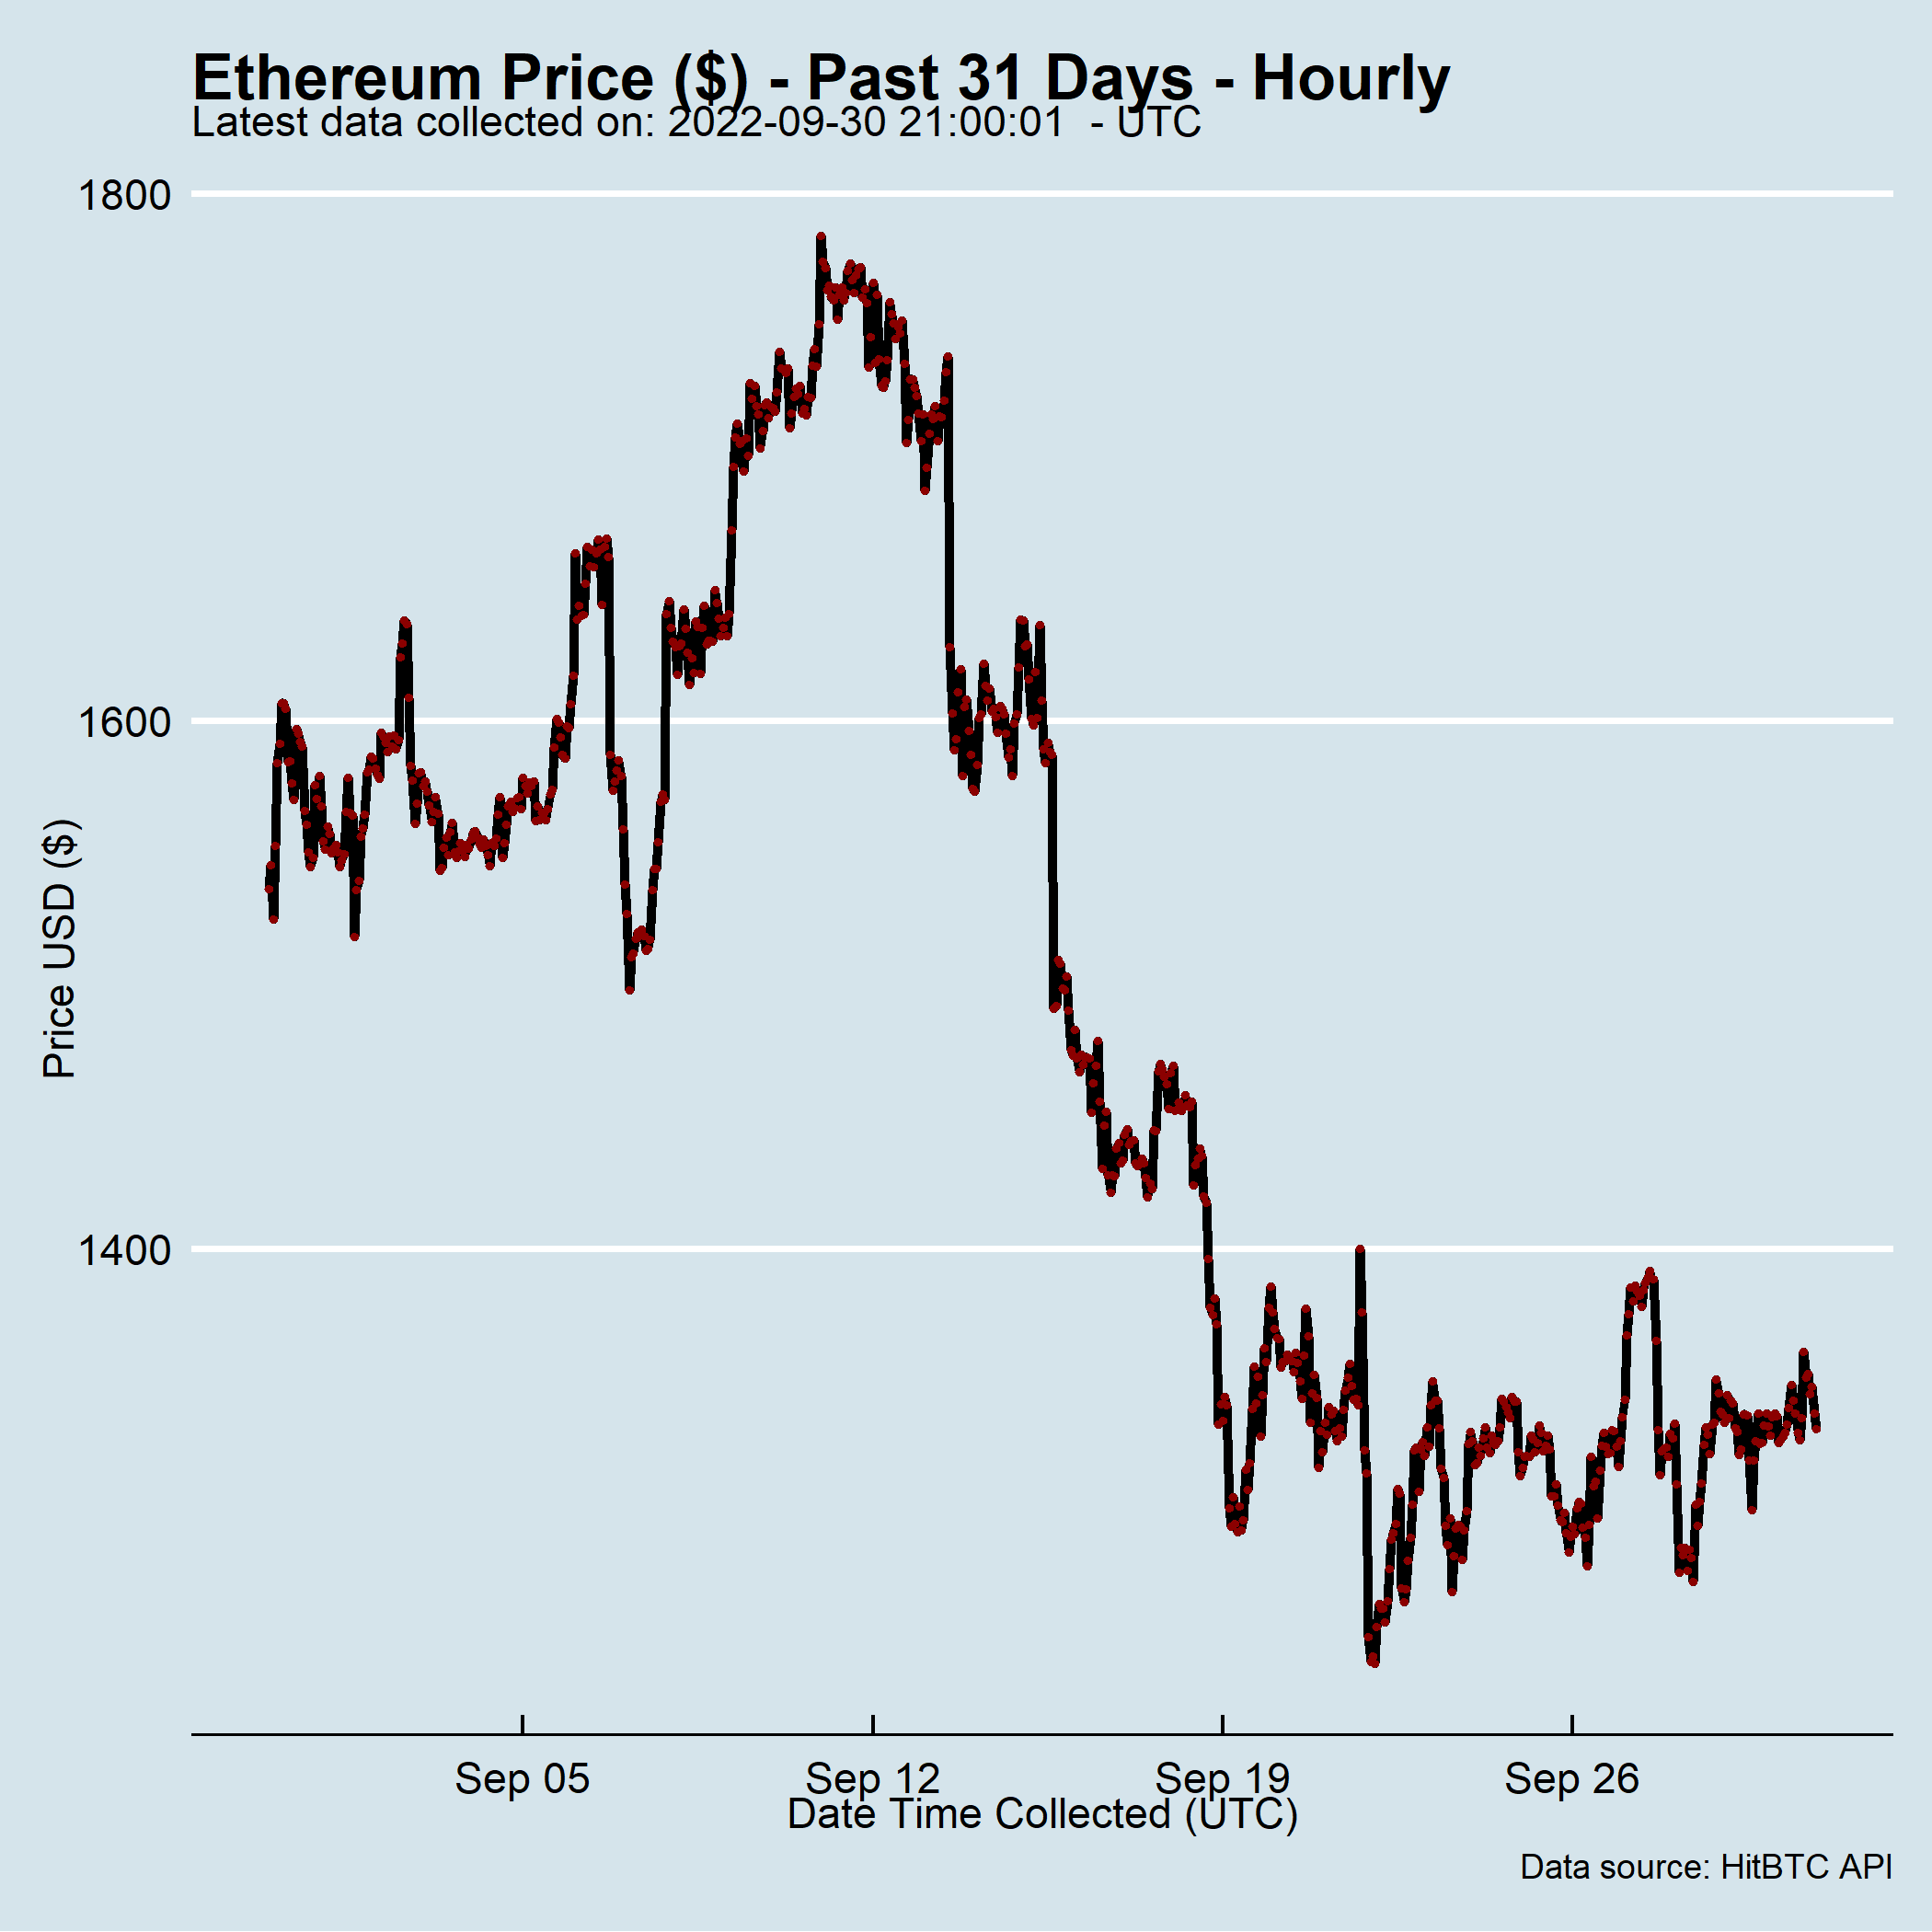 Ethereum Price ($) - Past 31 Days - Hourly
Latest data collected on: 2022-09-30 21:00:01  - UTC
1800
1600
1400
Price USD ($)
Sep 05
Sep 12
Sep 19
Sep 26
Date Time Collected (UTC)
Data source: HitBTC API